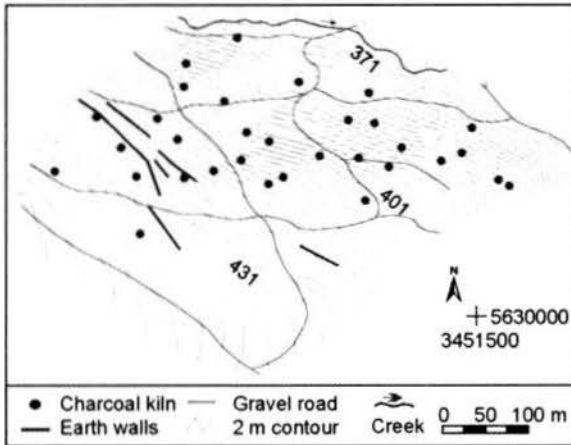 371
401
431
N
5630000
3451500
Charcoal kiln
Gravel road
Earth walls
2 m contour
Creek
0 50 100 m